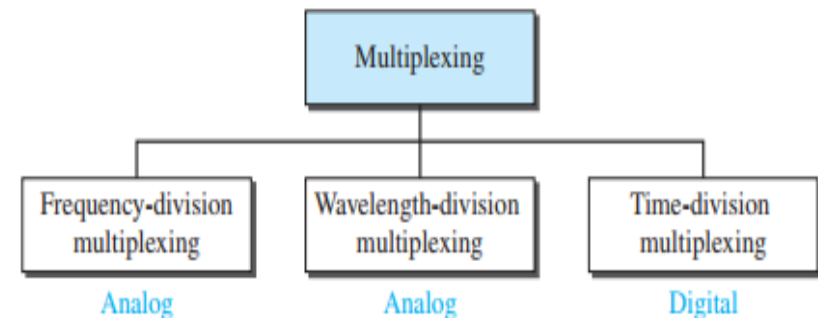 Multiplexing
Frequency-division
multiplexing
Wavelength-division
multiplexing
Time-division
multiplexing
Analog
Analog
Digital